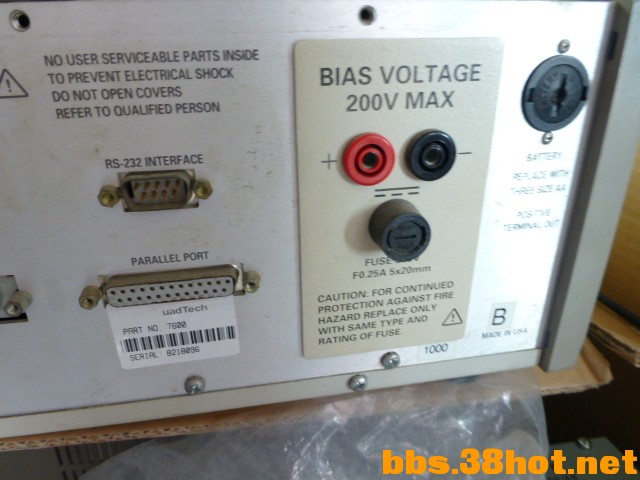 NO USER SERVICEABLE PARTS INSIDE
TO PREVENT ELECTRICAL SHOCK
DO NOT OPEN COVERS
REFER TO QUALIFIED PERSON
RS-232 INTERFACE
PARALLEL PORT
uadTech
PART NO. 7600
SERIAL 8218096
BIAS VOLTAGE
200V MAX
+
−
FUSE
F0.25A 5x20mm
CAUTION: FOR CONTINUED
PROTECTION AGAINST FIRE
HAZARD REPLACE ONLY
WITH SAME TYPE AND
RATING OF FUSE.
1000
BATTERY
REPLACE WITH
THREE SIZE AA
POSITIVE
TERMINAL OUT
B
MADE IN USA
bbs.38hot.net